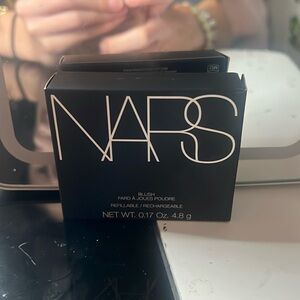 NARS
BLUSH
FARD À JOUES POUDRE
REFILLABLE / RECHARGEABLE
NET WT. 0.17 Oz. 4.8 g